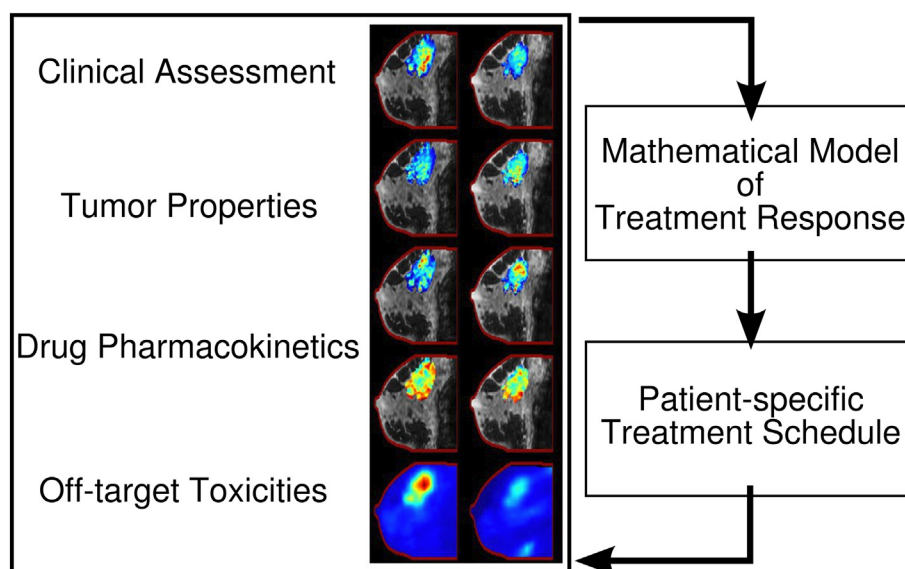 Clinical Assessment
Tumor Properties
Drug Pharmacokinetics
Off-target Toxicities
Mathematical Model
of
Treatment Response
Patient-specific
Treatment Schedule